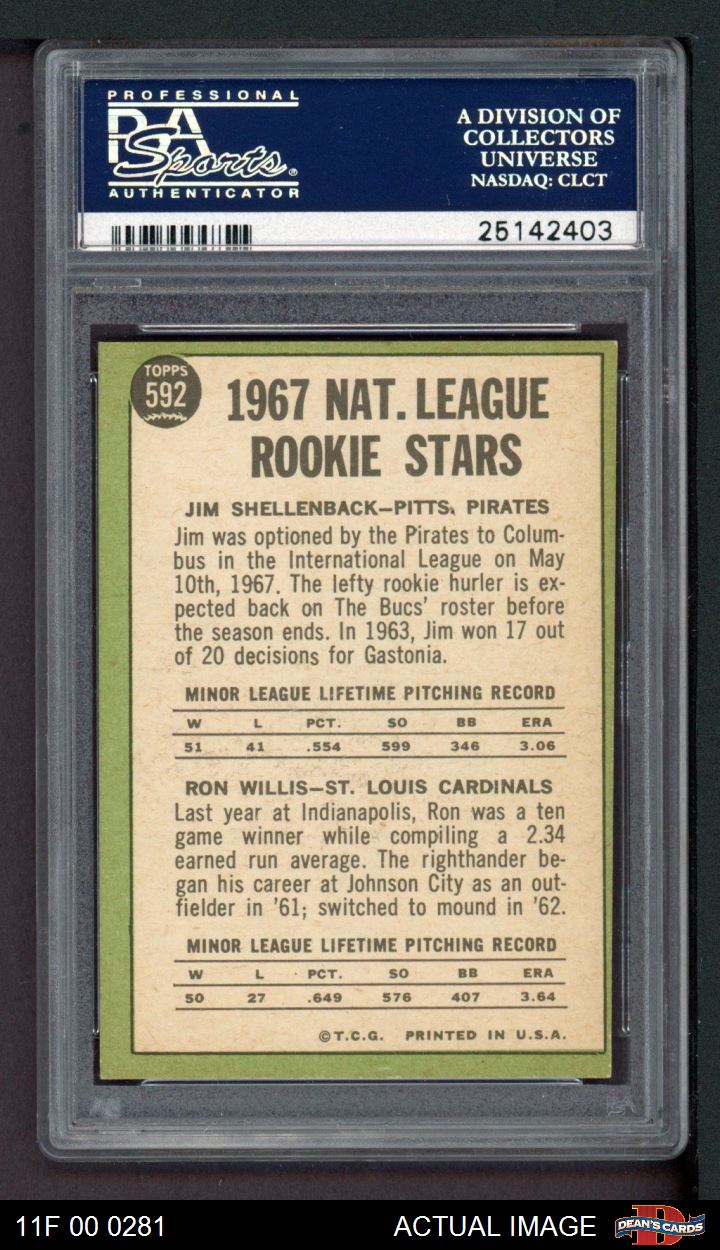 PROFESSIONAL
PSA
Sports®
AUTHENTICATOR
A DIVISION OF
COLLECTORS
UNIVERSE
NASDAQ: CLCT
25142403
TOPPS
592
1967 NAT. LEAGUE
ROOKIE STARS
JIM SHELLENBACK—PITTS. PIRATES
Jim was optioned by the Pirates to Colum-
bus in the International League on May
10th, 1967. The lefty rookie hurler is ex-
pected back on The Bucs' roster before
the season ends. In 1963, Jim won 17 out
of 20 decisions for Gastonia.
MINOR LEAGUE LIFETIME PITCHING RECORD
W L PCT. SO BB ERA
51 41 .554 599 346 3.06
RON WILLIS—ST. LOUIS CARDINALS
Last year at Indianapolis, Ron was a ten
game winner while compiling a 2.34
earned run average. The righthander be-
gan his career at Johnson City as an out-
fielder in '61; switched to mound in '62.
MINOR LEAGUE LIFETIME PITCHING RECORD
W L PCT. SO BB ERA
50 27 .649 576 407 3.64
©T.C.G. PRINTED IN U.S.A.
11F 00 0281
ACTUAL IMAGE
DEAN'S CARDS